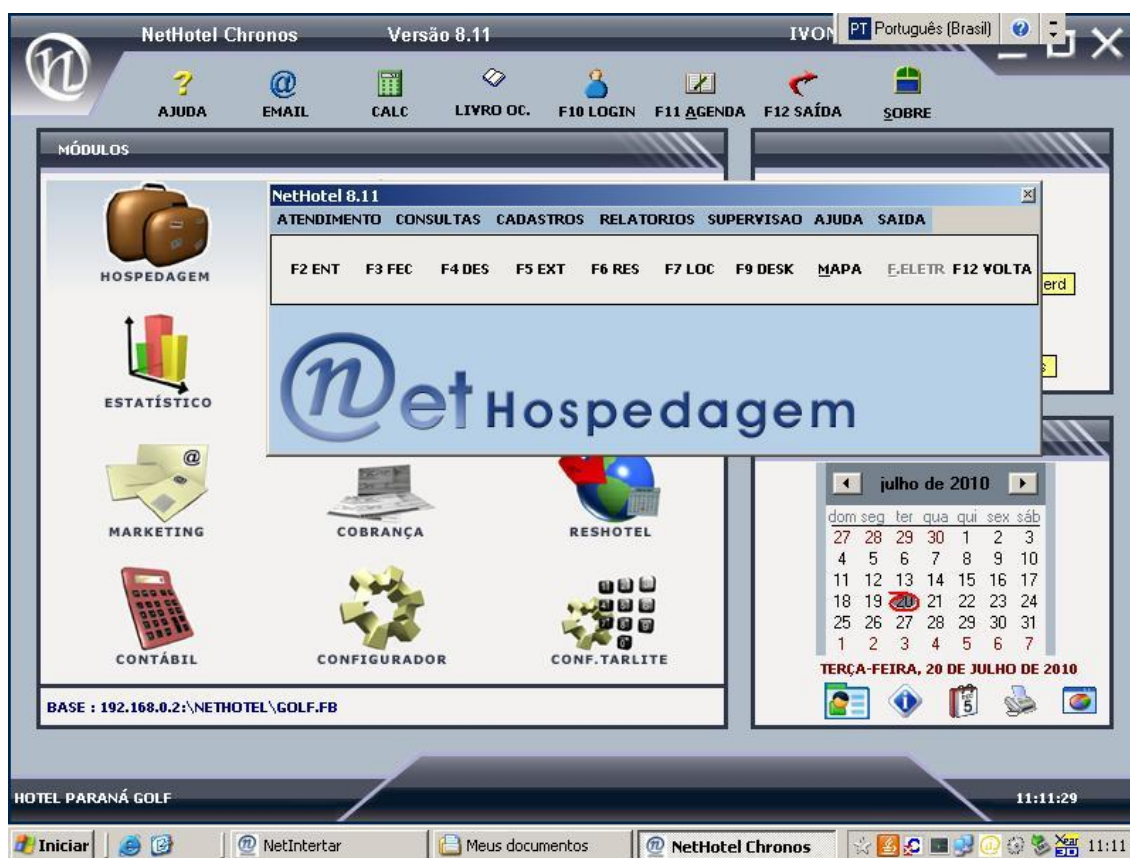 NetHotel Chronos Versão 8.11 IVON
PT Português (Brasil)
AJUDA EMAIL CALC LIVRO OC. F10 LOGIN F11 AGENDA F12 SAÍDA SOBRE
MÓDULOS
NetHotel 8.11
ATENDIMENTO CONSULTAS CADASTROS RELATORIOS SUPERVISAO AJUDA SAIDA
F2 ENT F3 FEC F4 DES F5 EXT F6 RES F7 LOC F9 DESK MAPA F.ELETR F12 VOLTA
erd
net Hospedagem
HOSPEDAGEM
ESTATÍSTICO
MARKETING COBRANÇA RESHOTEL
CONTÁBIL CONFIGURADOR CONF.TARLITE
BASE : 192.168.0.2:\NETHOTEL\GOLF.FB
julho de 2010
dom seg ter qua qui sex sáb
27 28 29 30 1 2 3
4 5 6 7 8 9 10
11 12 13 14 15 16 17
18 19 20 21 22 23 24
25 26 27 28 29 30 31
1 2 3 4 5 6 7
TERÇA-FEIRA, 20 DE JULHO DE 2010
HOTEL PARANÁ GOLF 11:11:29
Iniciar NetIntertar Meus documentos NetHotel Chronos 11:11